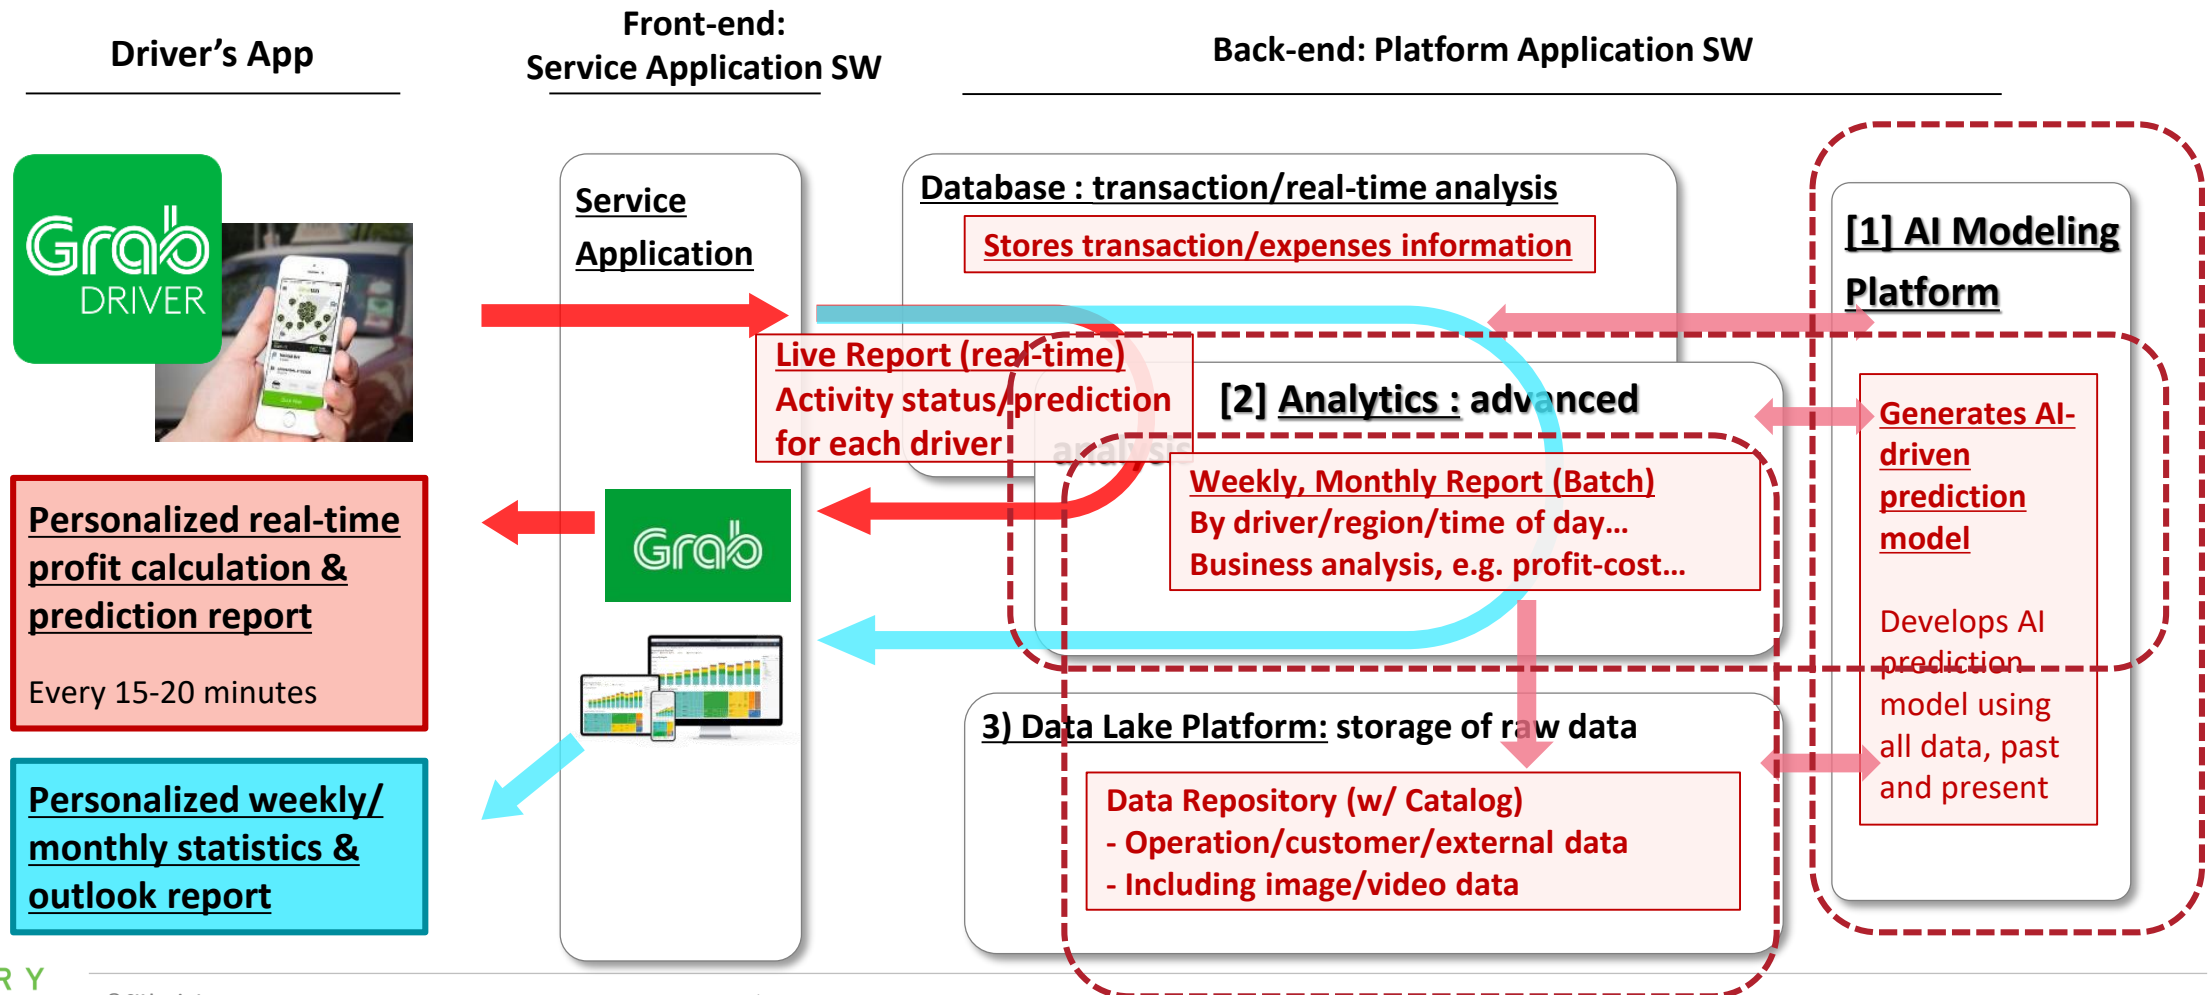 Driver's App
Front-end:
Service Application SW
Back-end: Platform Application SW
Grab
DRIVER
Personalized real-time
profit calculation &
prediction report
Every 15-20 minutes
Personalized weekly/
monthly statistics &
outlook report
Service
Application
Grab
Database : transaction/real-time analysis
Stores transaction/expenses information
Live Report (real-time)
Activity status/prediction
for each driver
[2] Analytics : advanced
analysis
Weekly, Monthly Report (Batch)
By driver/region/time of day...
Business analysis, e.g. profit-cost...
3) Data Lake Platform: storage of raw data
Data Repository (w/ Catalog)
- Operation/customer/external data
- Including image/video data
[1] AI Modeling
Platform
Generates AI-
driven
prediction
model
Develops AI
prediction
model using
all data, past
and present
RY